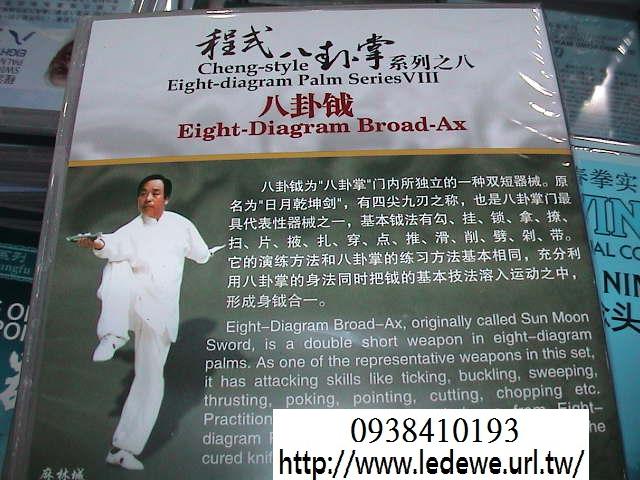 程式八卦掌系列之八
Cheng-style
Eight-diagram Palm Series VIII
八卦钺
Eight-Diagram Broad-Ax
八卦钺为"八卦掌"门内所独立的一种双短器械。原
名为"日月乾坤剑"，有四尖九刃之称，也是八卦掌门最
具代表性器械之一，基本钺法有勾、挂、锁、拿、撩、
扫、片、掖、扎、穿、点、推、滑、削、劈、剁、带。
它的演练方法和八卦掌的练习方法基本相同，充分利
用八卦掌的身法同时把钺的基本技法溶入运动之中，
形成身钺合一。
Eight-Diagram Broad-Ax, originally called Sun Moon
Sword, is a double short weapon in eight-diagram
palms. As one of the representative weapons in this set,
it has attacking skills like ticking, buckling, sweeping,
thrusting, poking, pointing, cutting, chopping etc.
Practition
Eight-
diagram
the
cured knif
麻林城
0938410193
http://www.ledewe.url.tw/